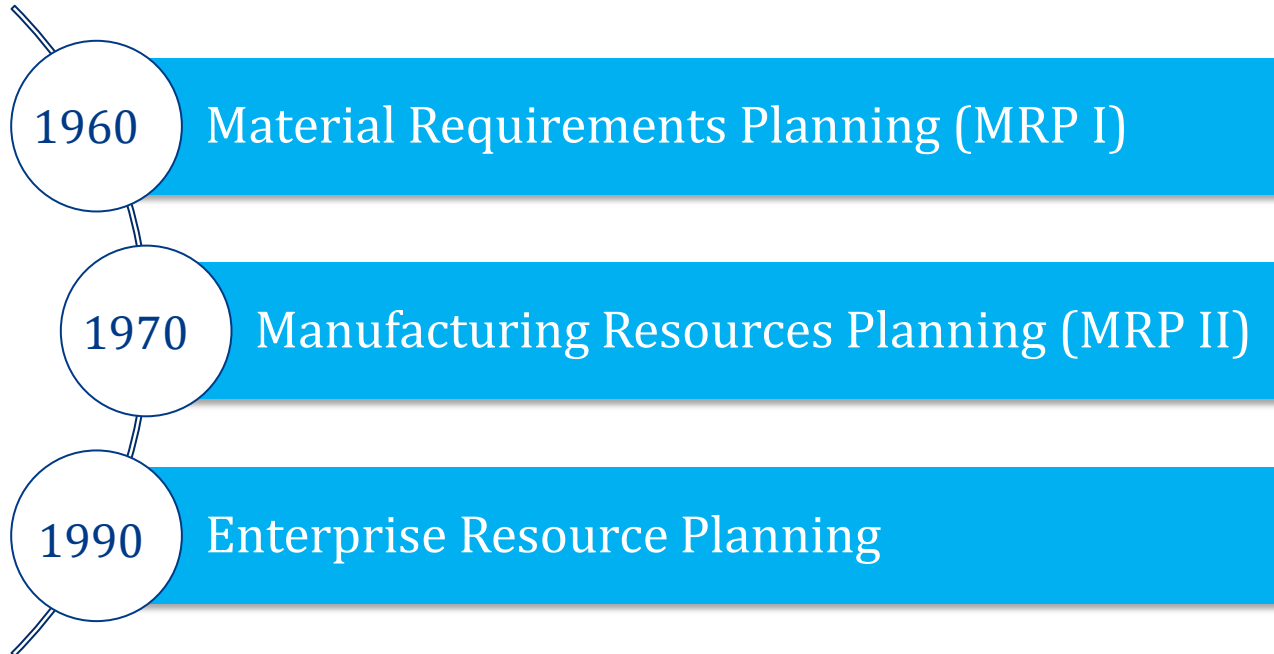 1960
Material Requirements Planning (MRP I)
1970
Manufacturing Resources Planning (MRP II)
1990
Enterprise Resource Planning